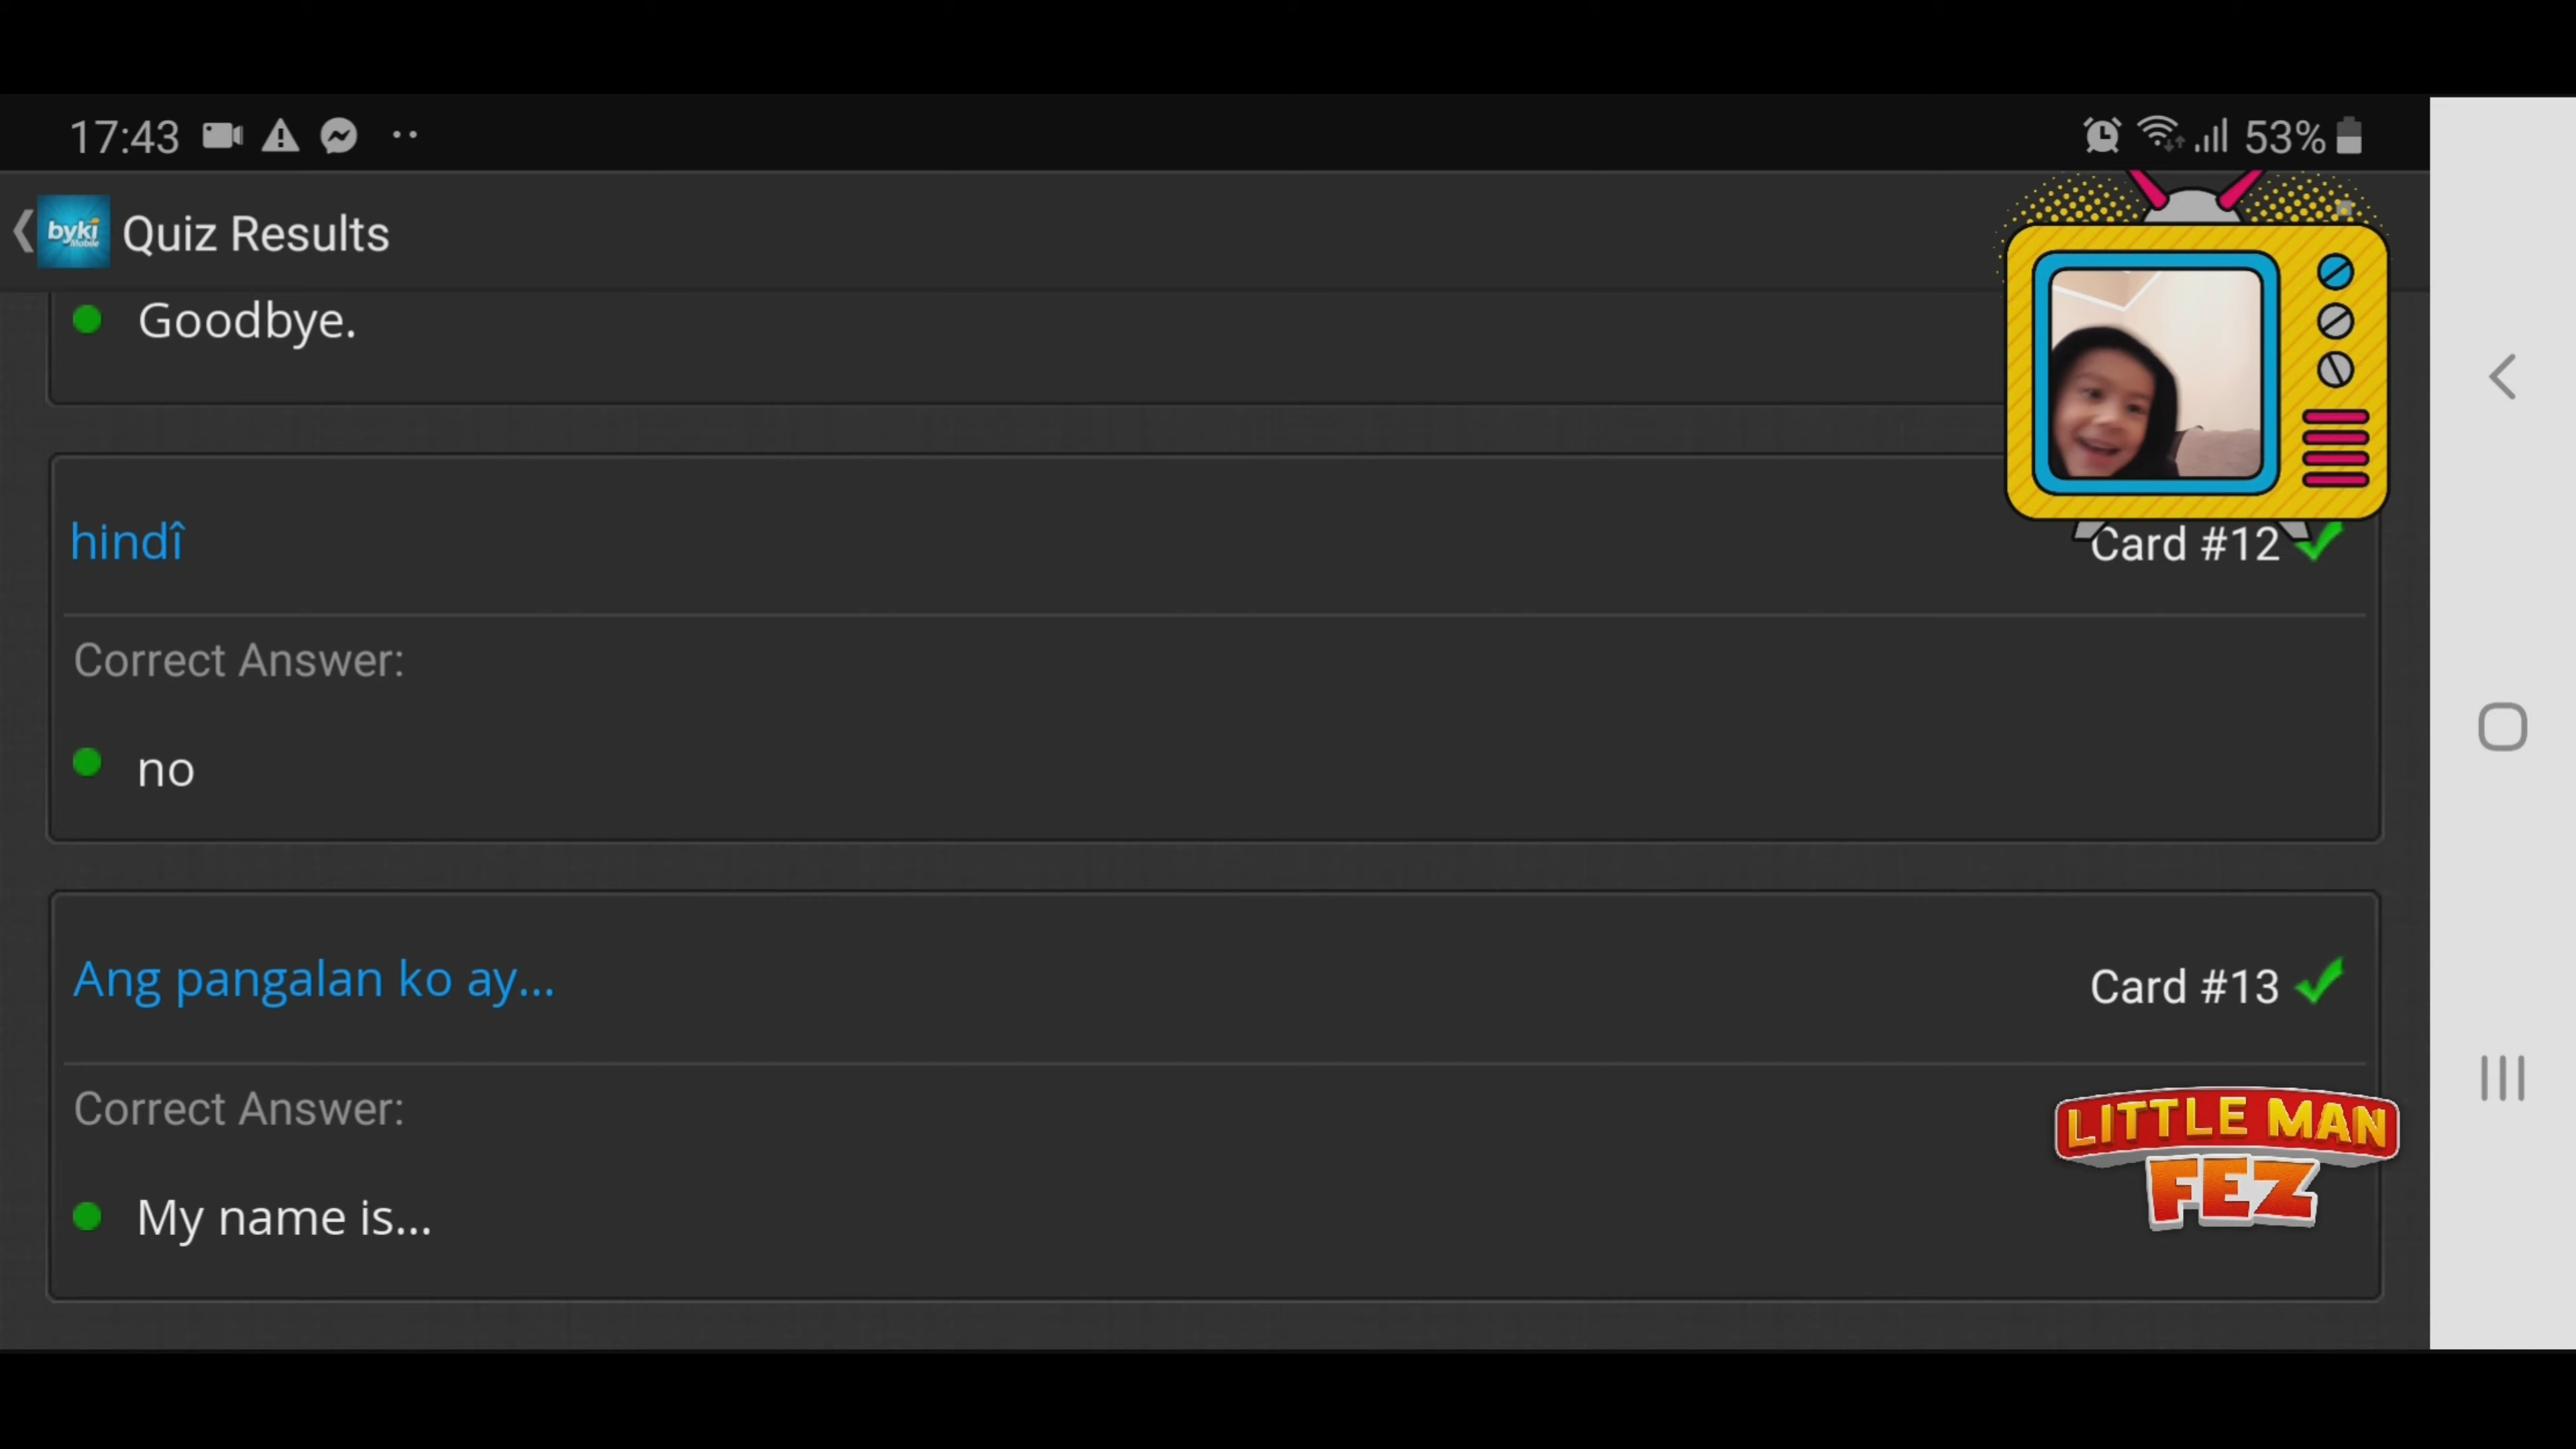 17:43
53%
byki
Mobile
Quiz Results
Goodbye.
hindî
Card #12
Correct Answer:
no
Ang pangalan ko ay...
Card #13
Correct Answer:
My name is...
LITTLE MAN
FEZ